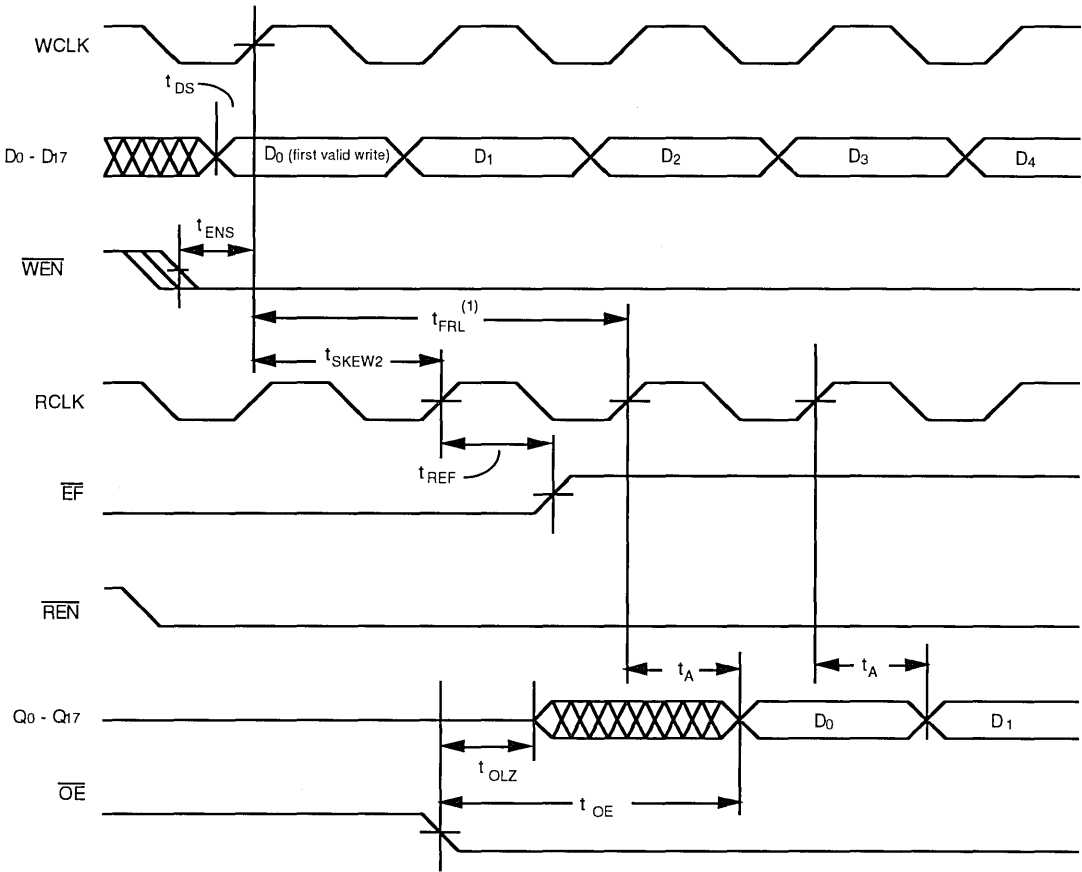 WCLK
tDS
D0 - D17
D0 (first valid write)
D1
D2
D3
D4
tENS
WEN
tFRL(1)
tSKEW2
RCLK
tREF
EF
REN
tA
tA
Q0 - Q17
D0
D1
tOLZ
OE
tOE